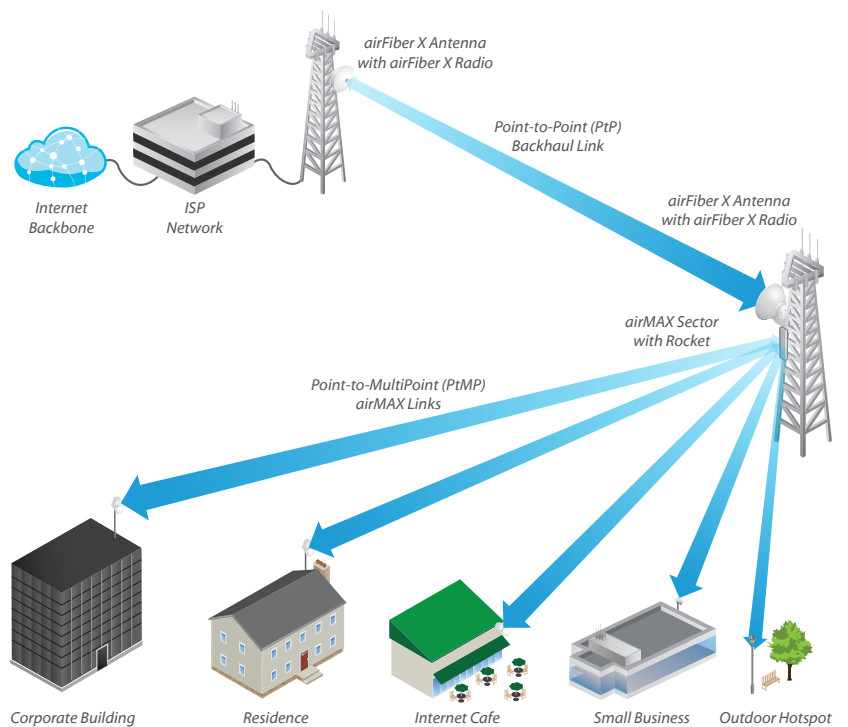 airFiber X Antenna
with airFiber X Radio
Point-to-Point (PtP)
Backhaul Link
Internet
Backbone
ISP
Network
airFiber X Antenna
with airFiber X Radio
airMAX Sector
with Rocket
Point-to-MultiPoint (PtMP)
airMAX Links
Corporate Building
Residence
Internet Cafe
Small Business
Outdoor Hotspot